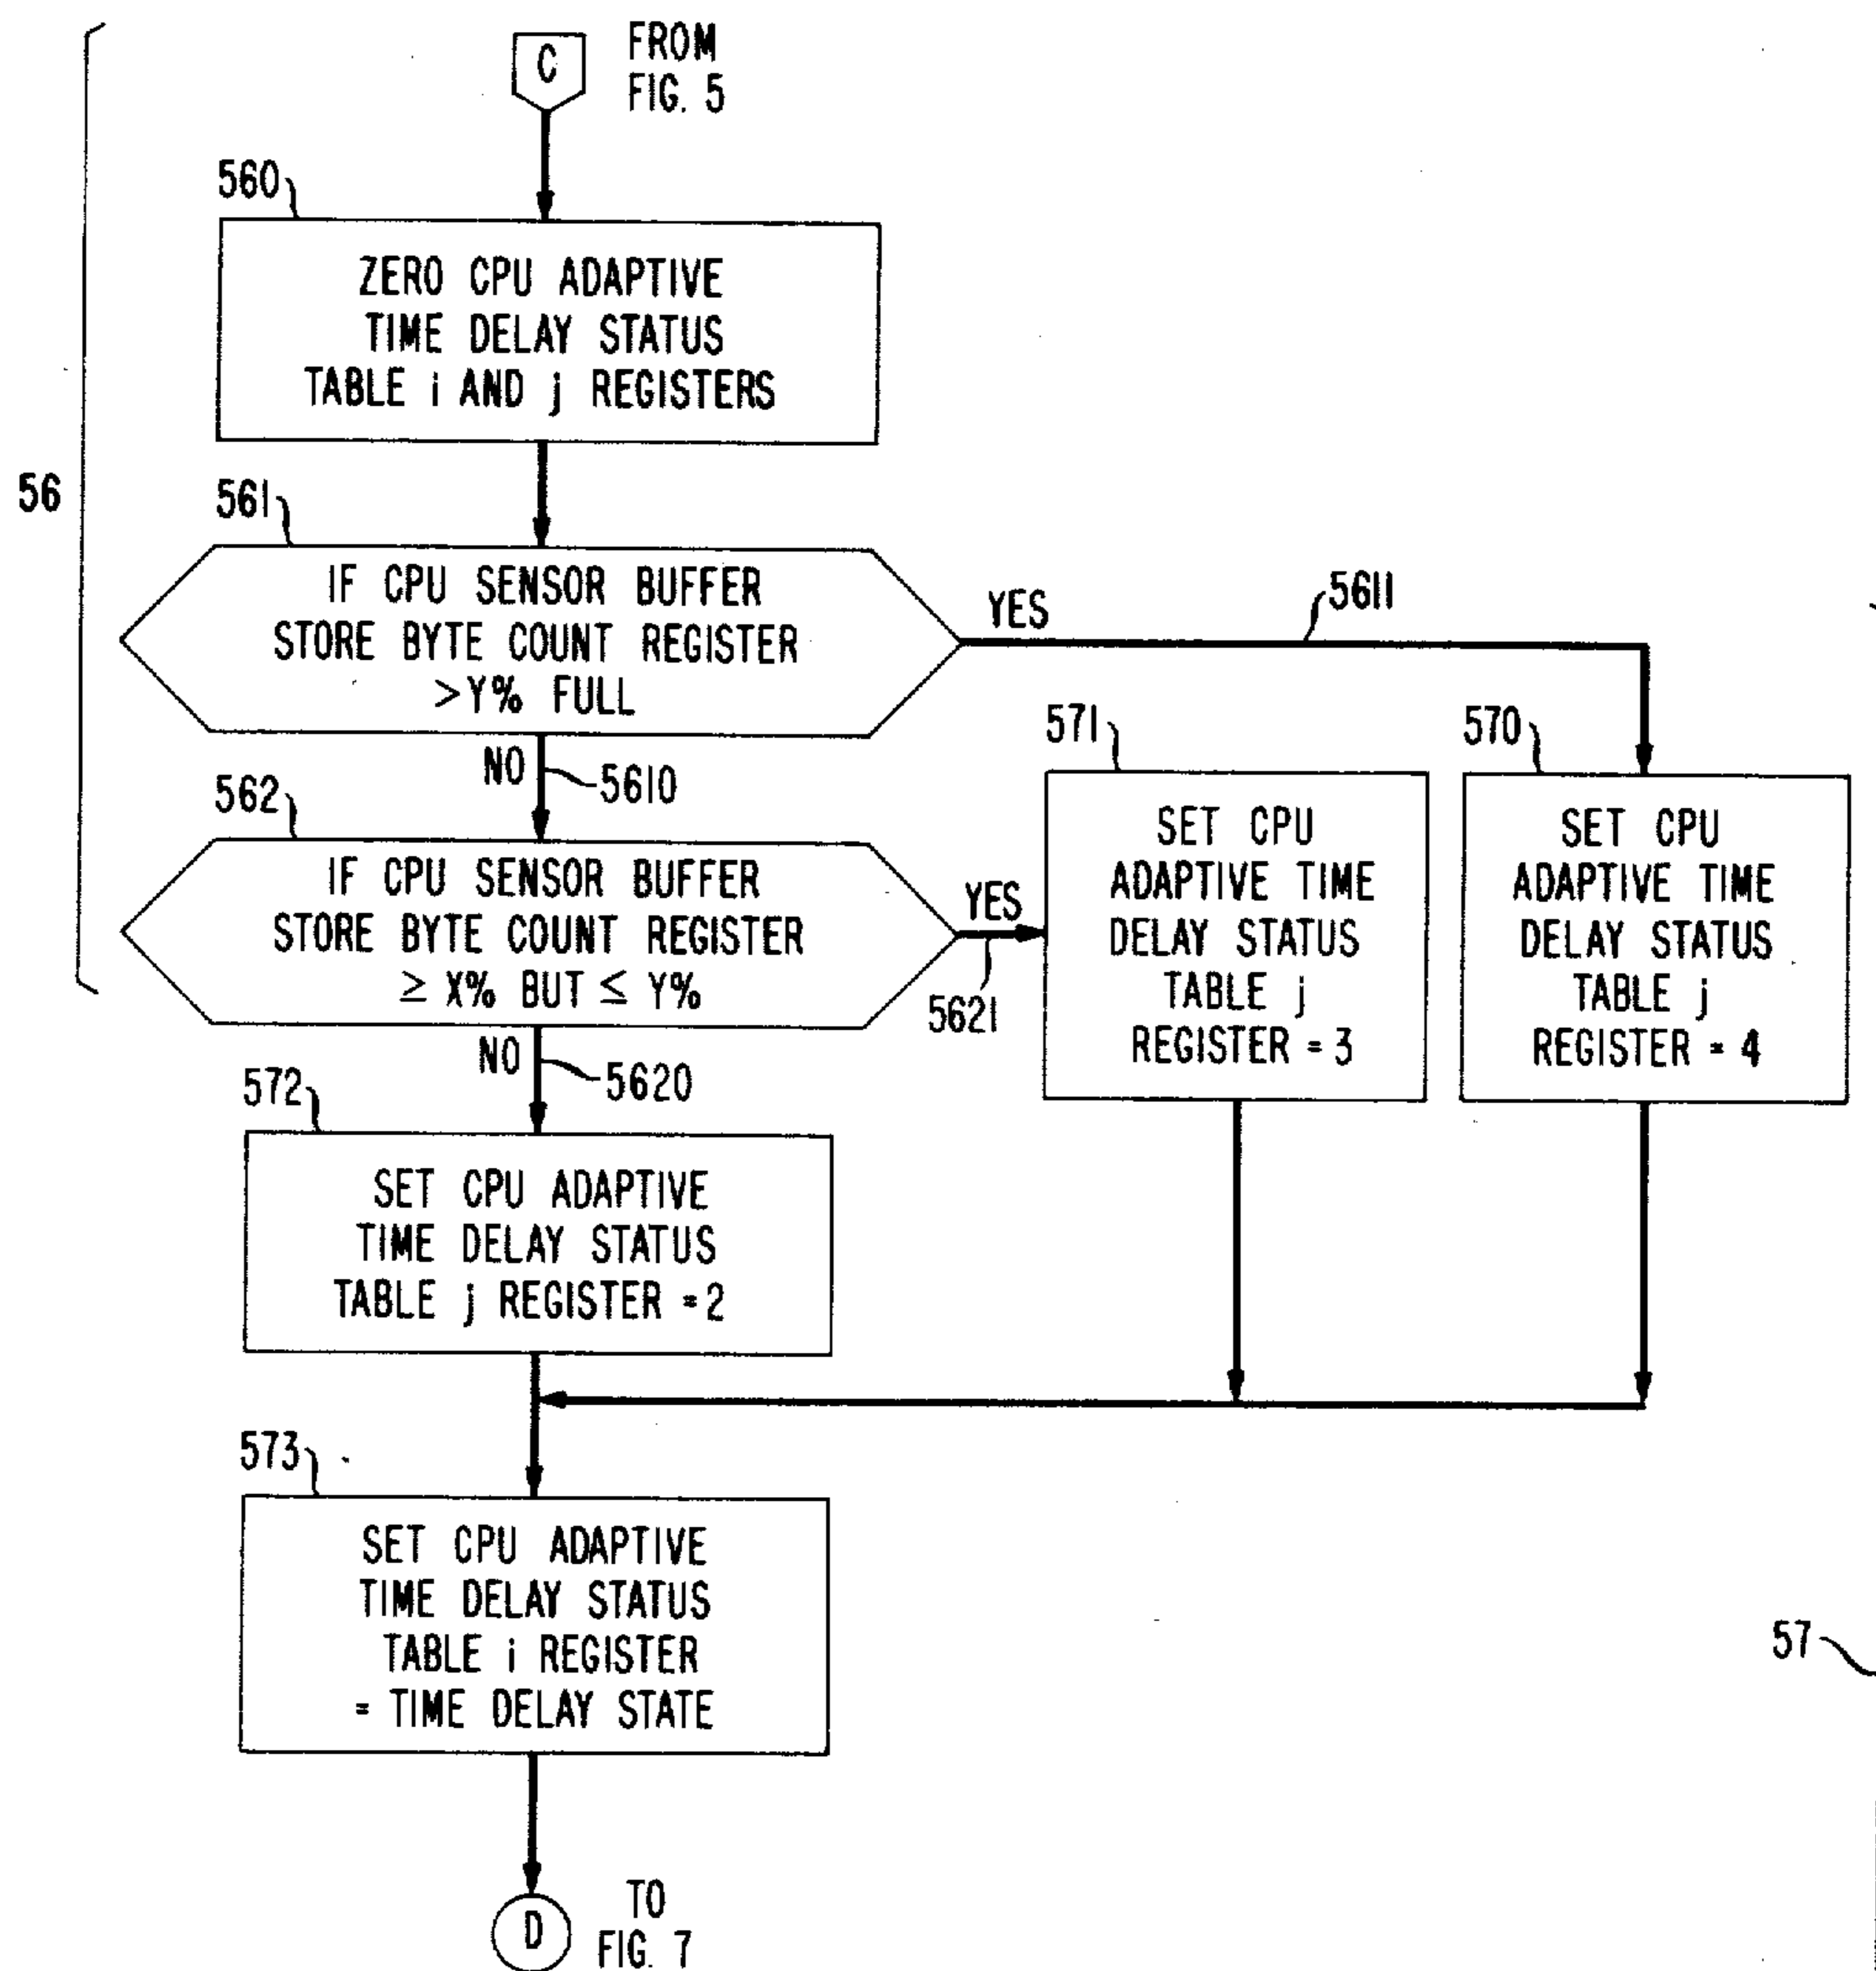 C
FROM
FIG. 5
560
ZERO CPU ADAPTIVE
TIME DELAY STATUS
TABLE i AND j REGISTERS
56
561
IF CPU SENSOR BUFFER
STORE BYTE COUNT REGISTER
>Y% FULL
YES
5611
NO
5610
562
IF CPU SENSOR BUFFER
STORE BYTE COUNT REGISTER
≥ X% BUT ≤ Y%
YES
5621
571
SET CPU
ADAPTIVE TIME
DELAY STATUS
TABLE j
REGISTER = 3
570
SET CPU
ADAPTIVE TIME
DELAY STATUS
TABLE j
REGISTER = 4
NO
5620
572
SET CPU ADAPTIVE
TIME DELAY STATUS
TABLE j REGISTER =2
573
SET CPU ADAPTIVE
TIME DELAY STATUS
TABLE i REGISTER
= TIME DELAY STATE
57
D
TO
FIG. 7